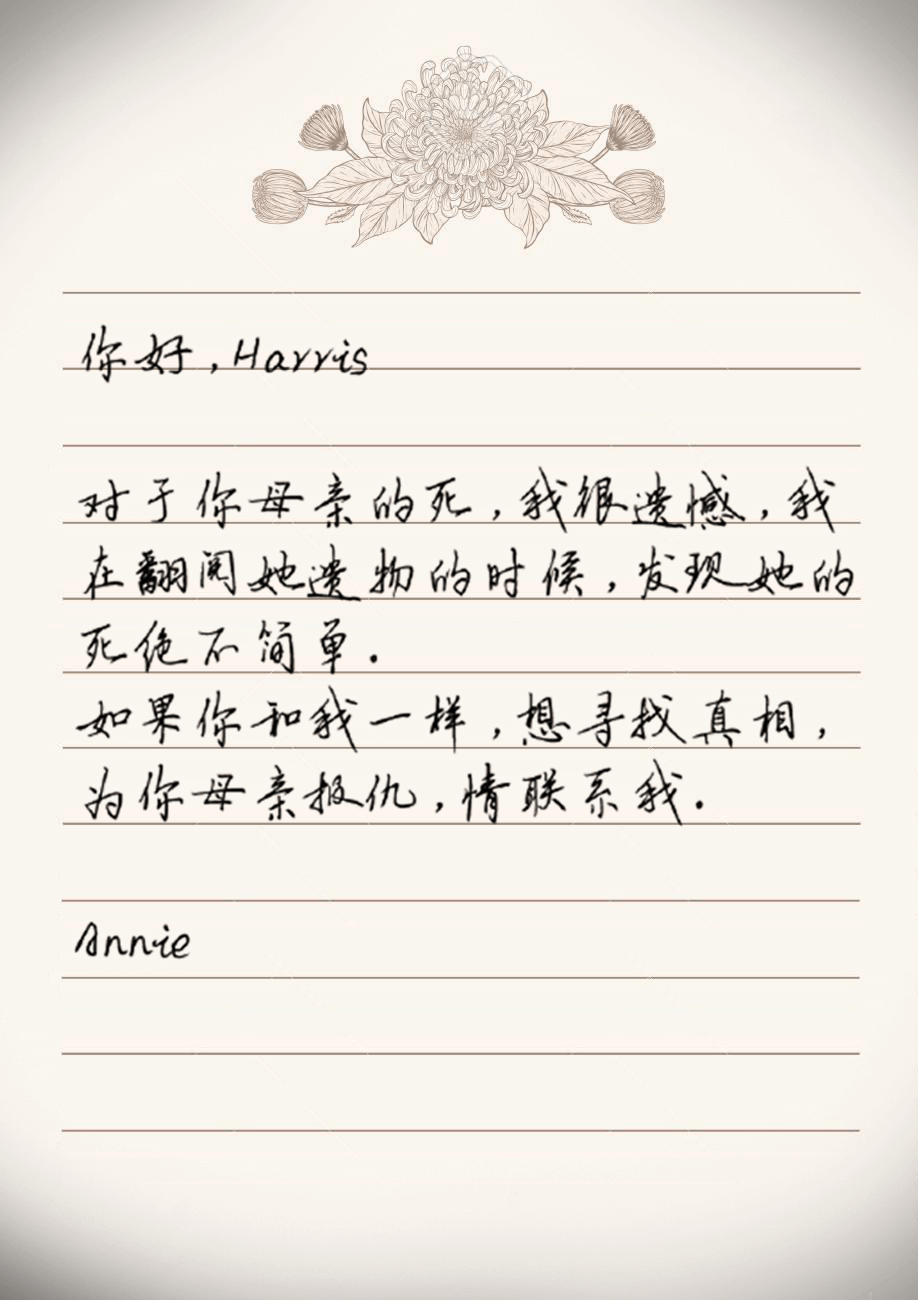 你好，Harris
对于你母亲的死，我很遗憾，我
在翻阅她遗物的时候，发现她的
死绝不简单.
如果你和我一样，想寻找真相，
为你母亲报仇，情联系我.
Annie